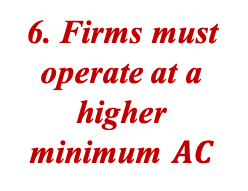 6. Firms must
operate at a
higher
minimum AC